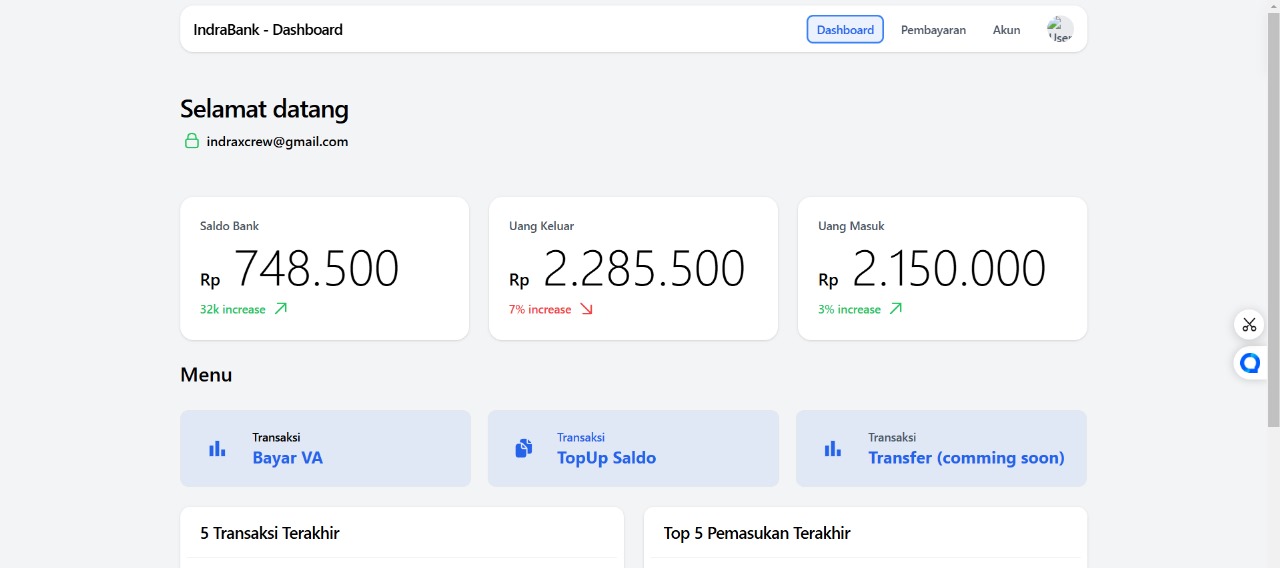 IndraBank - Dashboard
Dashboard
Pembayaran
Akun
User
Selamat datang
indraxcrew@gmail.com
Saldo Bank
Rp 748.500
32k increase
Uang Keluar
Rp 2.285.500
7% increase
Uang Masuk
Rp 2.150.000
3% increase
Menu
Transaksi
Bayar VA
Transaksi
TopUp Saldo
Transaksi
Transfer (comming soon)
5 Transaksi Terakhir
Top 5 Pemasukan Terakhir